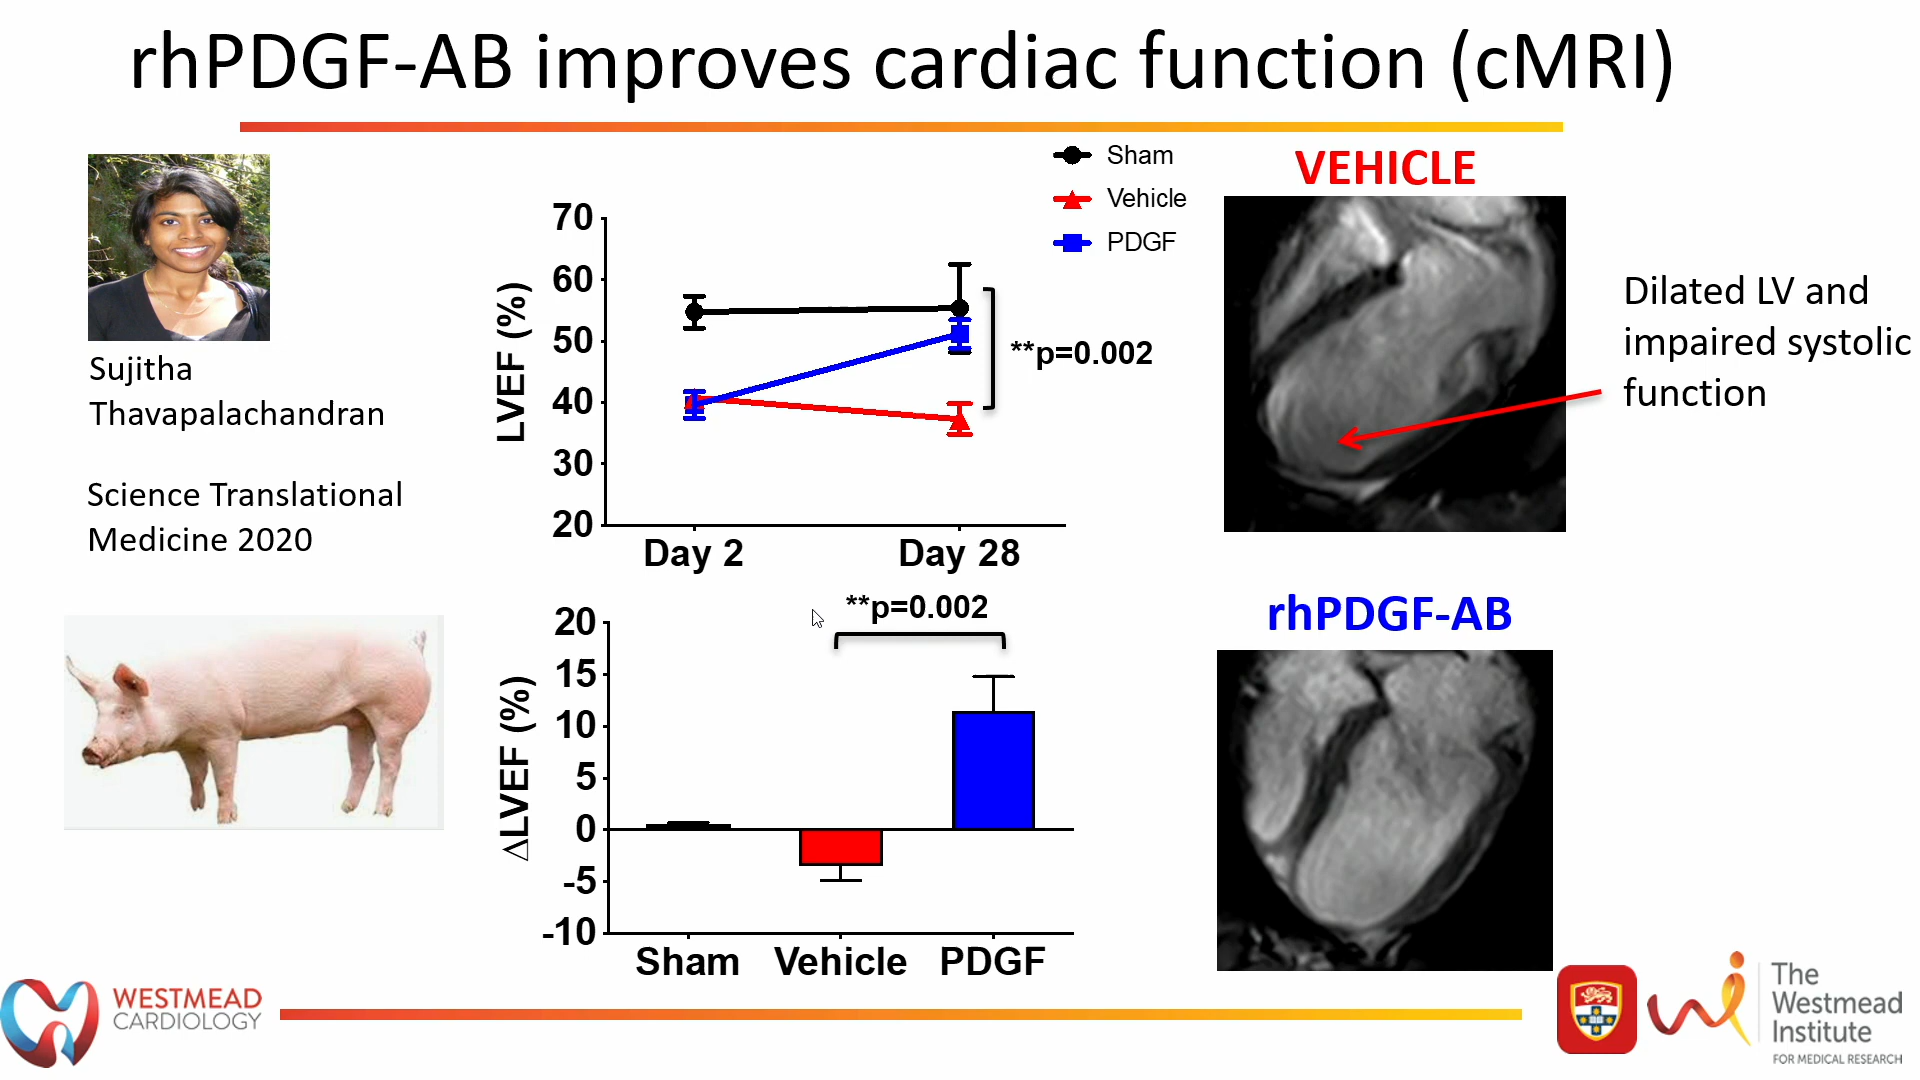 rhPDGF-AB improves cardiac function (cMRI)
Sujitha
Thavapalachandran
Science Translational
Medicine 2020
Sham
Vehicle
PDGF
70
60
50
40
30
20
LVEF (%)
Day 2
Day 28
**p=0.002
20
15
10
5
0
-5
-10
ΔLVEF (%)
**p=0.002
Sham
Vehicle
PDGF
VEHICLE
Dilated LV and
impaired systolic
function
rhPDGF-AB
WESTMEAD
CARDIOLOGY
The
Westmead
Institute
FOR MEDICAL RESEARCH